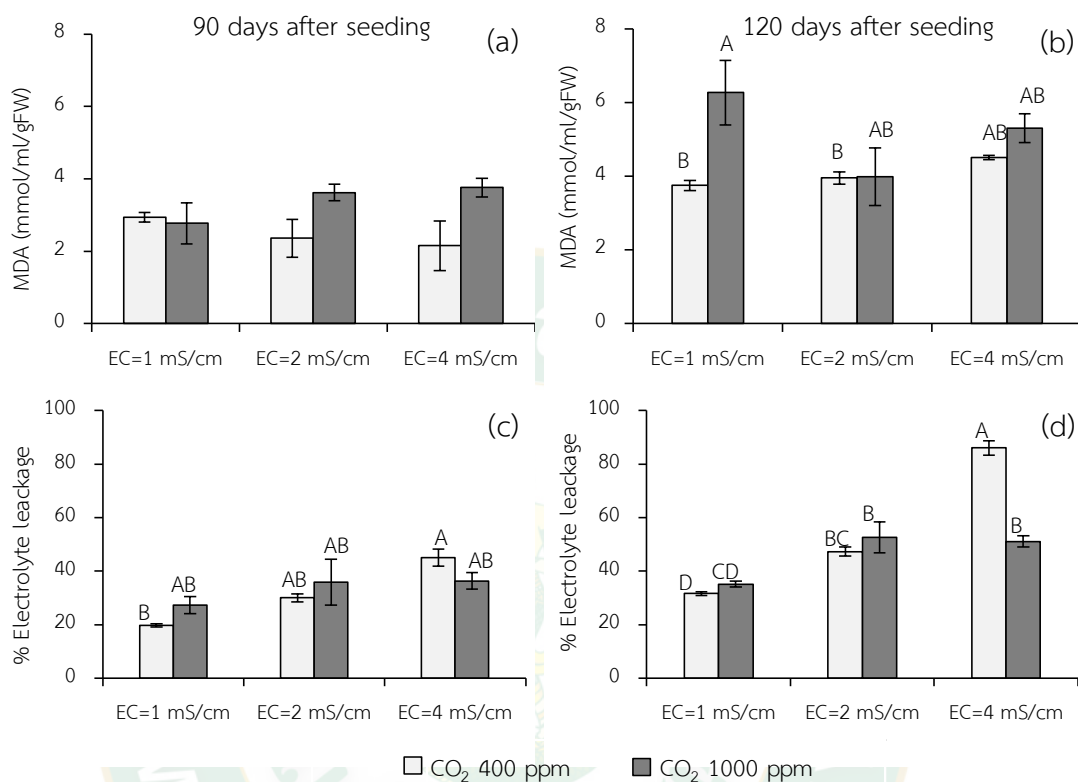 90 days after seeding
(a)
MDA (mmol/ml/gFW)
8
6
4
2
0
EC=1 mS/cm EC=2 mS/cm EC=4 mS/cm
120 days after seeding
(b)
MDA (mmol/ml/gFW)
8
6
4
2
0
B A B AB AB AB
EC=1 mS/cm EC=2 mS/cm EC=4 mS/cm
(c)
% Electrolyte leackage
100
80
60
40
20
0
B AB AB AB A AB
EC=1 mS/cm EC=2 mS/cm EC=4 mS/cm
(d)
% Electrolyte leackage
100
80
60
40
20
0
D CD BC B A B
EC=1 mS/cm EC=2 mS/cm EC=4 mS/cm
CO₂ 400 ppm CO₂ 1000 ppm